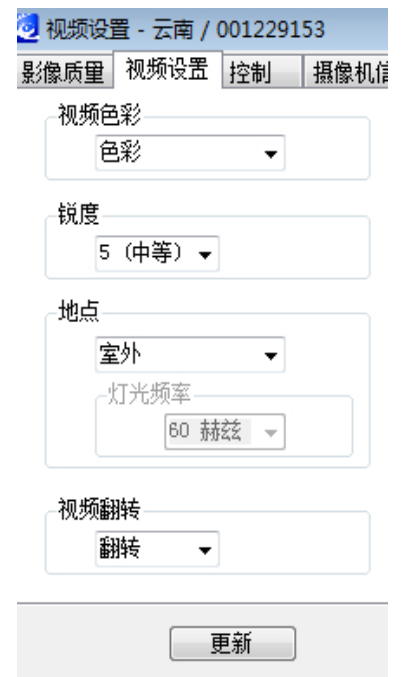 视频设置 - 云南 / 001229153
影像质量 视频设置 控制 摄像机信
视频色彩
色彩
锐度
5 (中等)
地点
室外
灯光频率
60 赫兹
视频翻转
翻转
更新